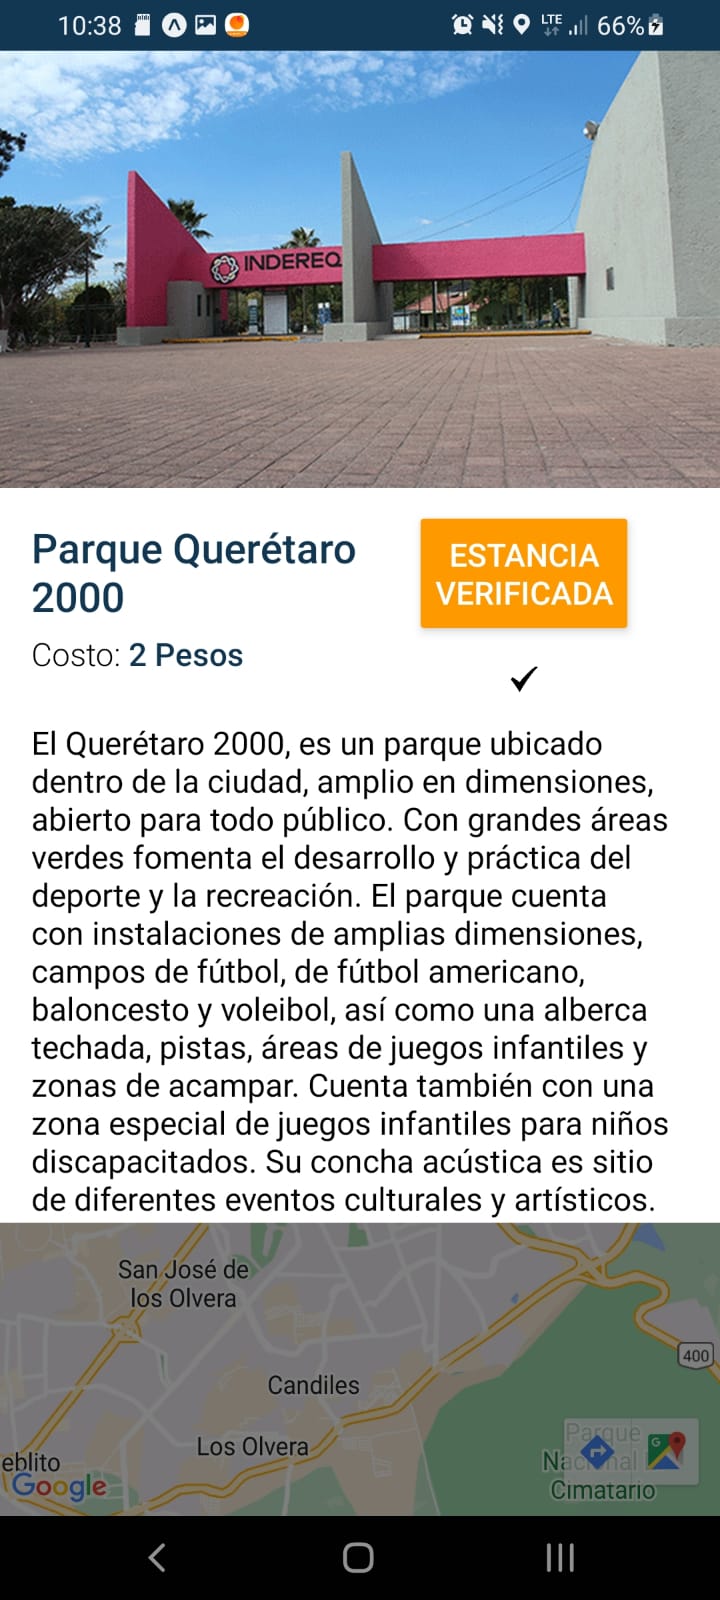 10:38
LTE
66%
INDEREQ
Parque Querétaro
2000
ESTANCIA
VERIFICADA
Costo: 2 Pesos
El Querétaro 2000, es un parque ubicado
dentro de la ciudad, amplio en dimensiones,
abierto para todo público. Con grandes áreas
verdes fomenta el desarrollo y práctica del
deporte y la recreación. El parque cuenta
con instalaciones de amplias dimensiones,
campos de fútbol, de fútbol americano,
baloncesto y voleibol, así como una alberca
techada, pistas, áreas de juegos infantiles y
zonas de acampar. Cuenta también con una
zona especial de juegos infantiles para niños
discapacitados. Su concha acústica es sitio
de diferentes eventos culturales y artísticos.
San José de
los Olvera
400
Candiles
Los Olvera
eblito
Google
Parque
Nacional
Cimatario